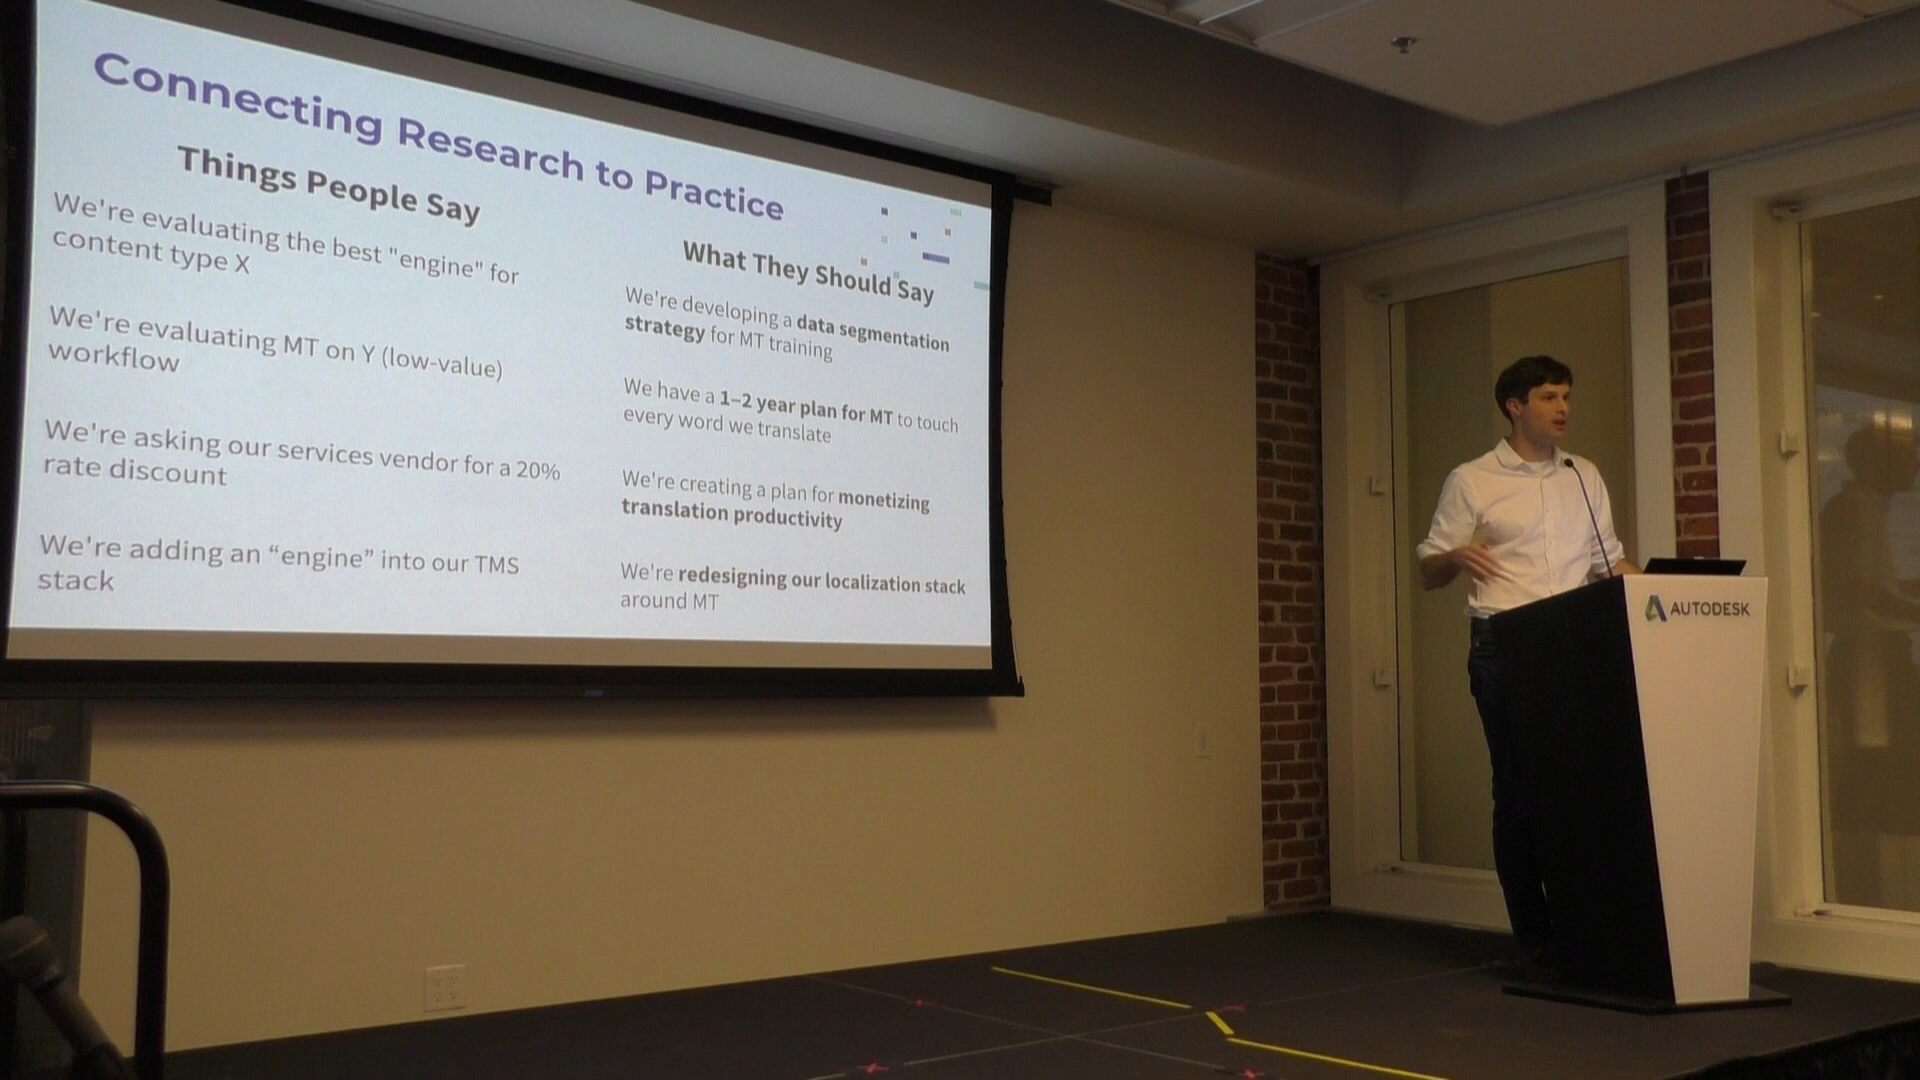 Connecting Research to Practice
Things People Say
We're evaluating the best "engine" for
content type X
We're evaluating MT on Y (low-value)
workflow
We're asking our services vendor for a 20%
rate discount
We're adding an “engine” into our TMS
stack
What They Should Say
We're developing a data segmentation
strategy for MT training
We have a 1–2 year plan for MT to touch
every word we translate
We're creating a plan for monetizing
translation productivity
We're redesigning our localization stack
around MT
AUTODESK